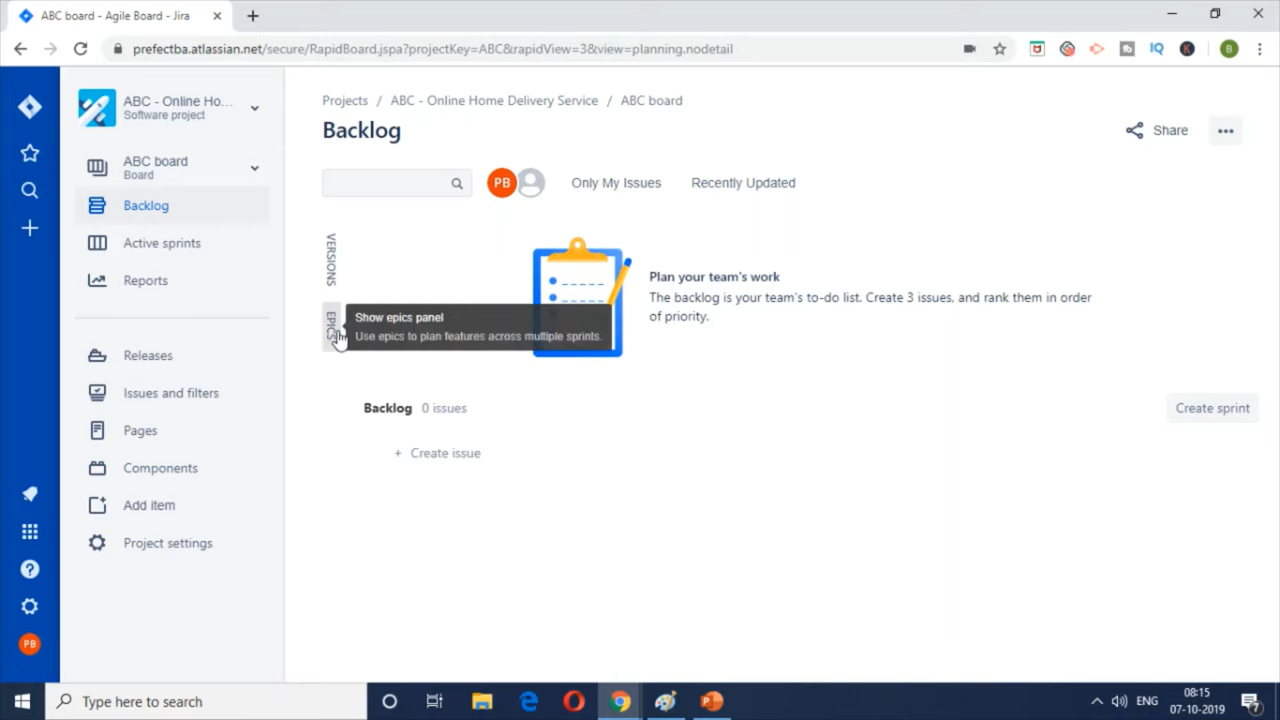 ABC board - Agile Board - Jira
prefectba.atlassian.net/secure/RapidBoard.jspa?projectKey=ABC&rapidView=3&view=planning.nodetail
IQ
K
B
ABC - Online Ho...
Software project
ABC board
Board
Backlog
Active sprints
Reports
Releases
Issues and filters
Pages
Components
Add item
Project settings
PB
Projects / ABC - Online Home Delivery Service / ABC board
Backlog
Share
PB
Only My Issues
Recently Updated
VERSIONS
EPICS
Show epics panel
Use epics to plan features across multiple sprints.
Plan your team's work
The backlog is your team's to-do list. Create 3 issues, and rank them in order
of priority.
Backlog 0 issues
Create sprint
+ Create issue
Type here to search
ENG
08:15
07-10-2019
7